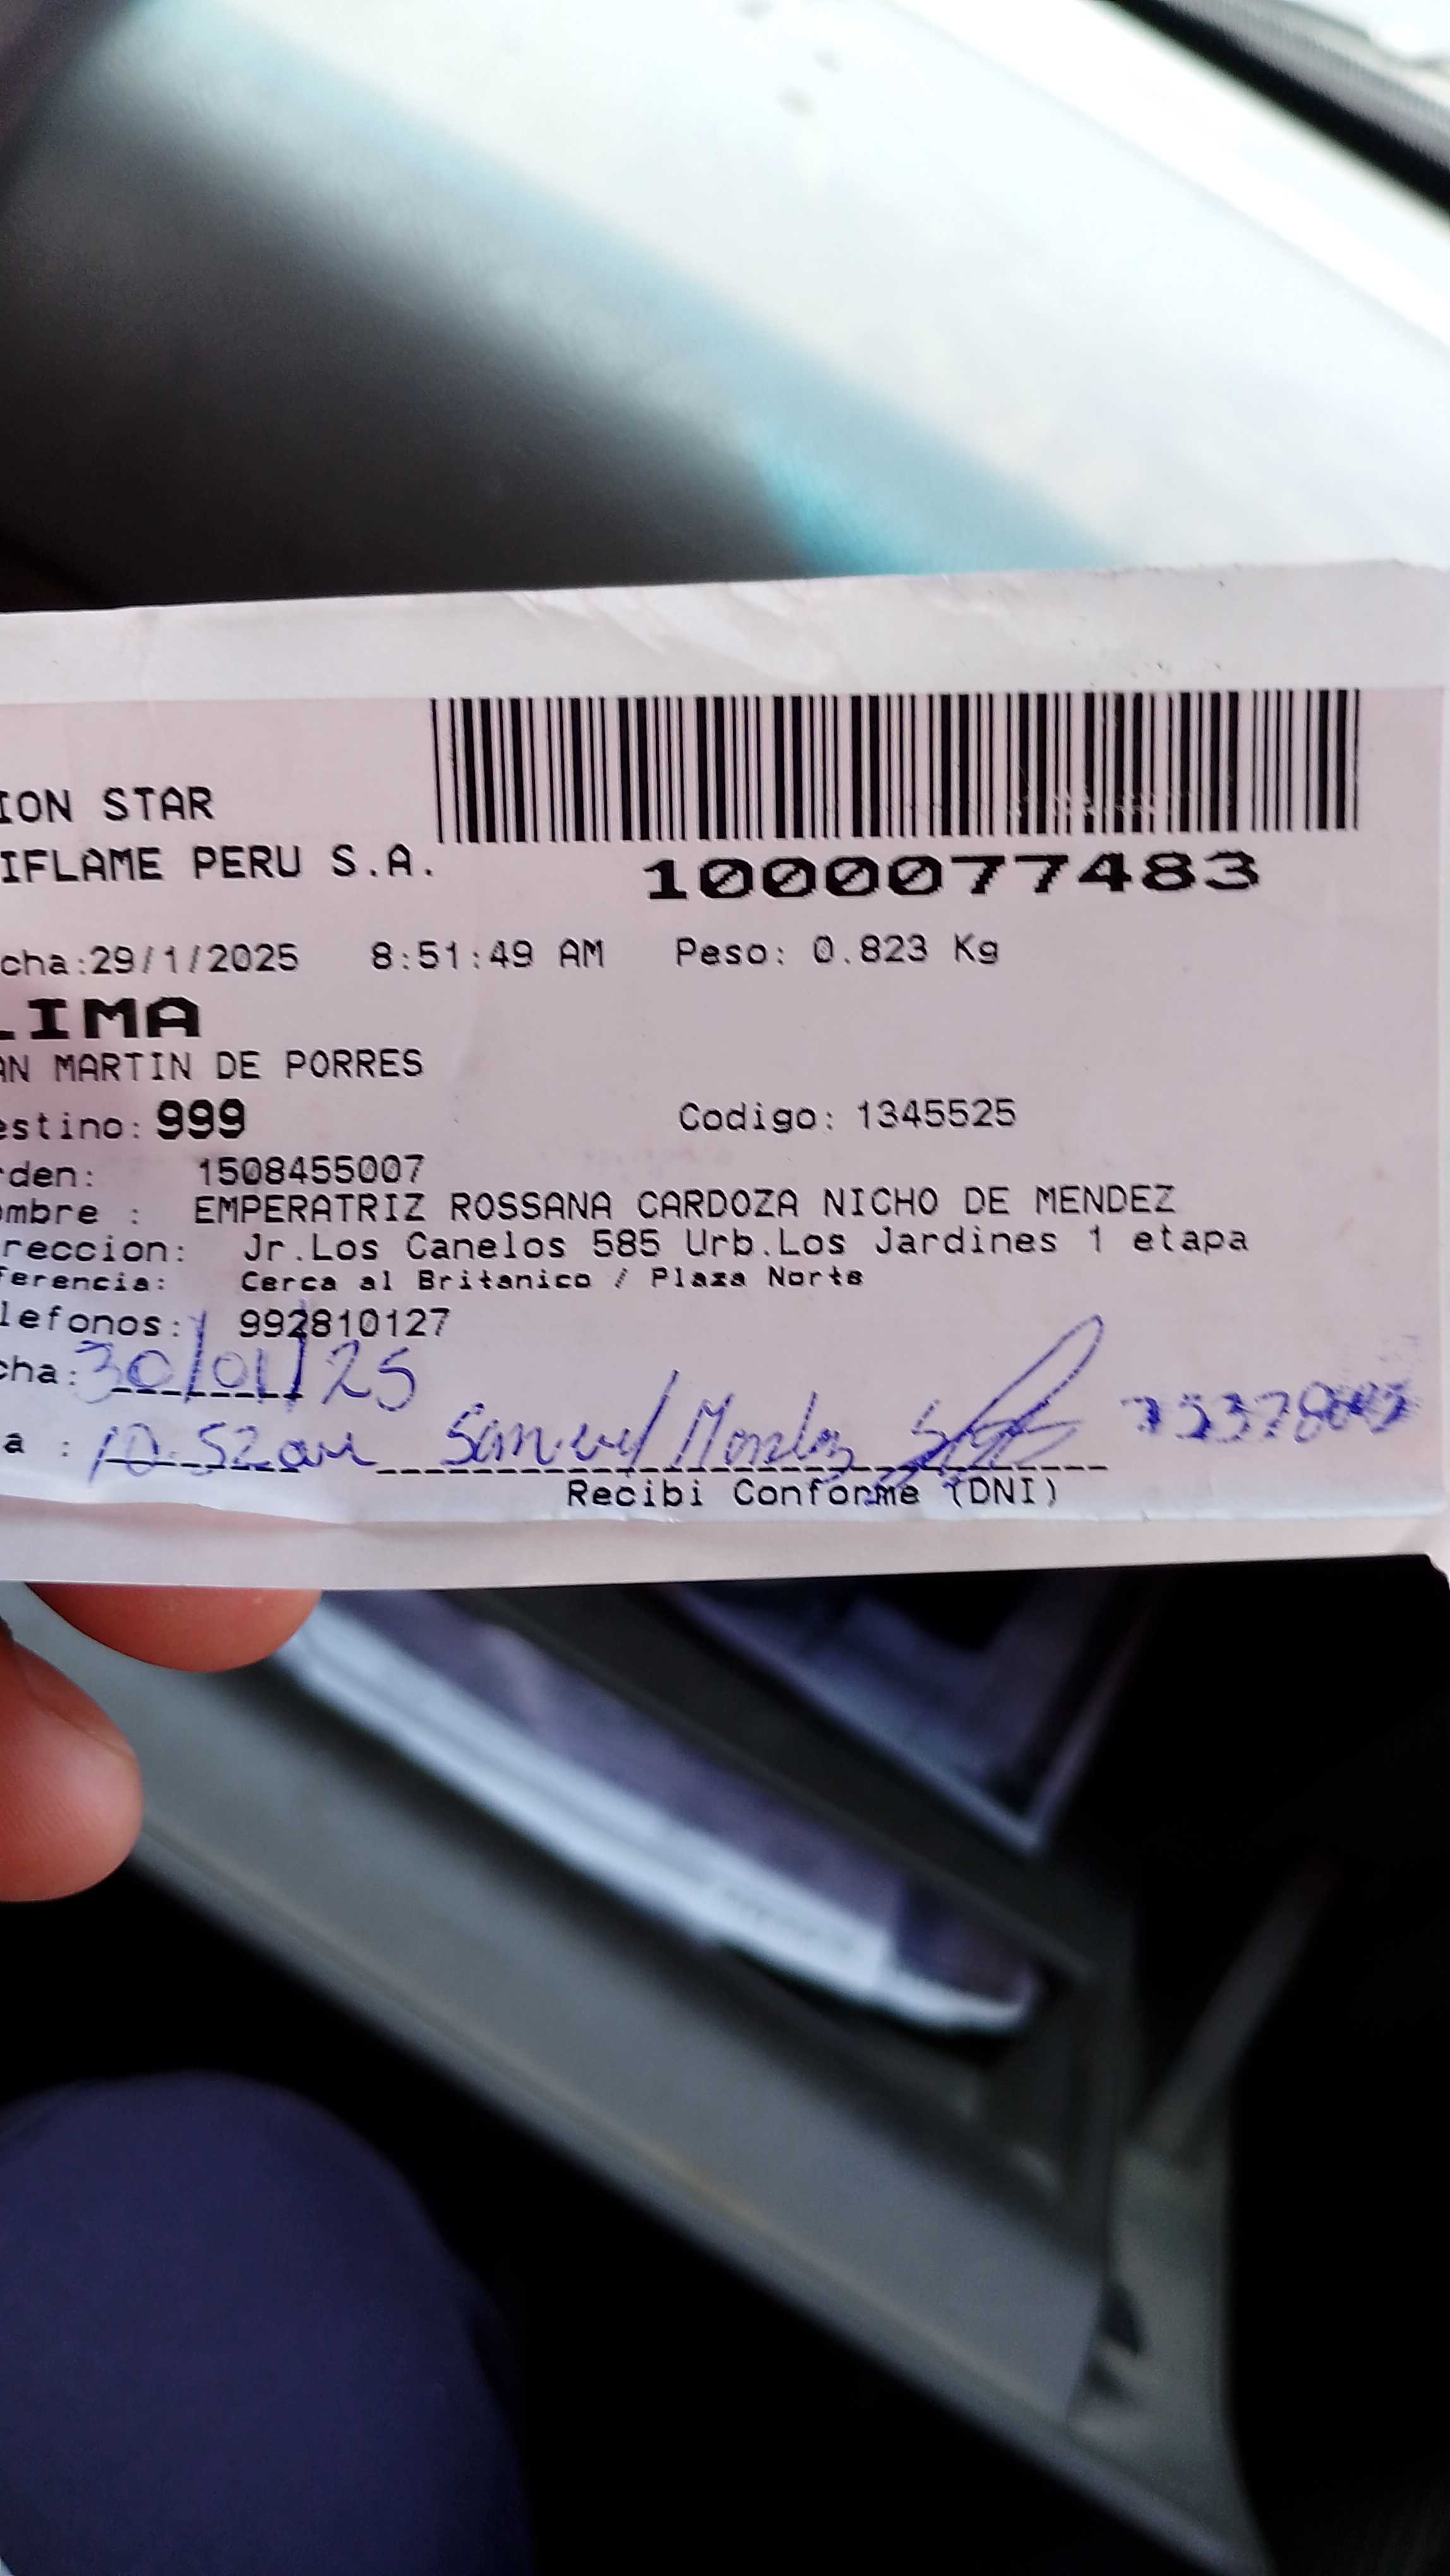 ION STAR
IFLAME PERU S.A.
1000077483
cha:29/1/2025 8:51:49 AM Peso: 0.823 Kg
LIMA
AN MARTIN DE PORRES
estino: 999 Codigo: 1345525
rden: 1508455007
ombre : EMPERATRIZ ROSSANA CARDOZA NICHO DE MENDEZ
reccion: Jr.Los Canelos 585 Urb.Los Jardines 1 etapa
ferencia: Cerca al Britanico / Plaza Norte
lefonos: 992810127
cha: 30/01/25
a : 10:52am Samuel Mendez
Recibi Conforme (DNI)